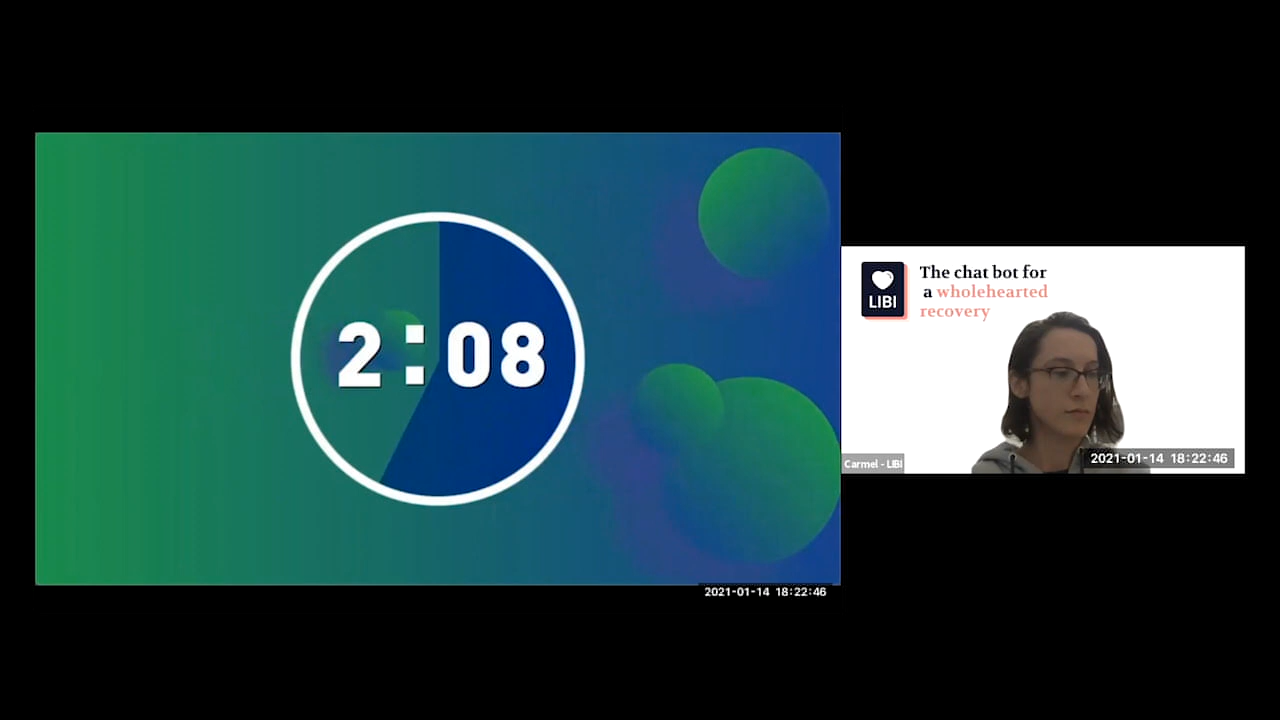 2:08
2021-01-14 18:22:46
LIBI
The chat bot for
a wholehearted
recovery
Carmel - LIBI
2021-01-14 18:22:46